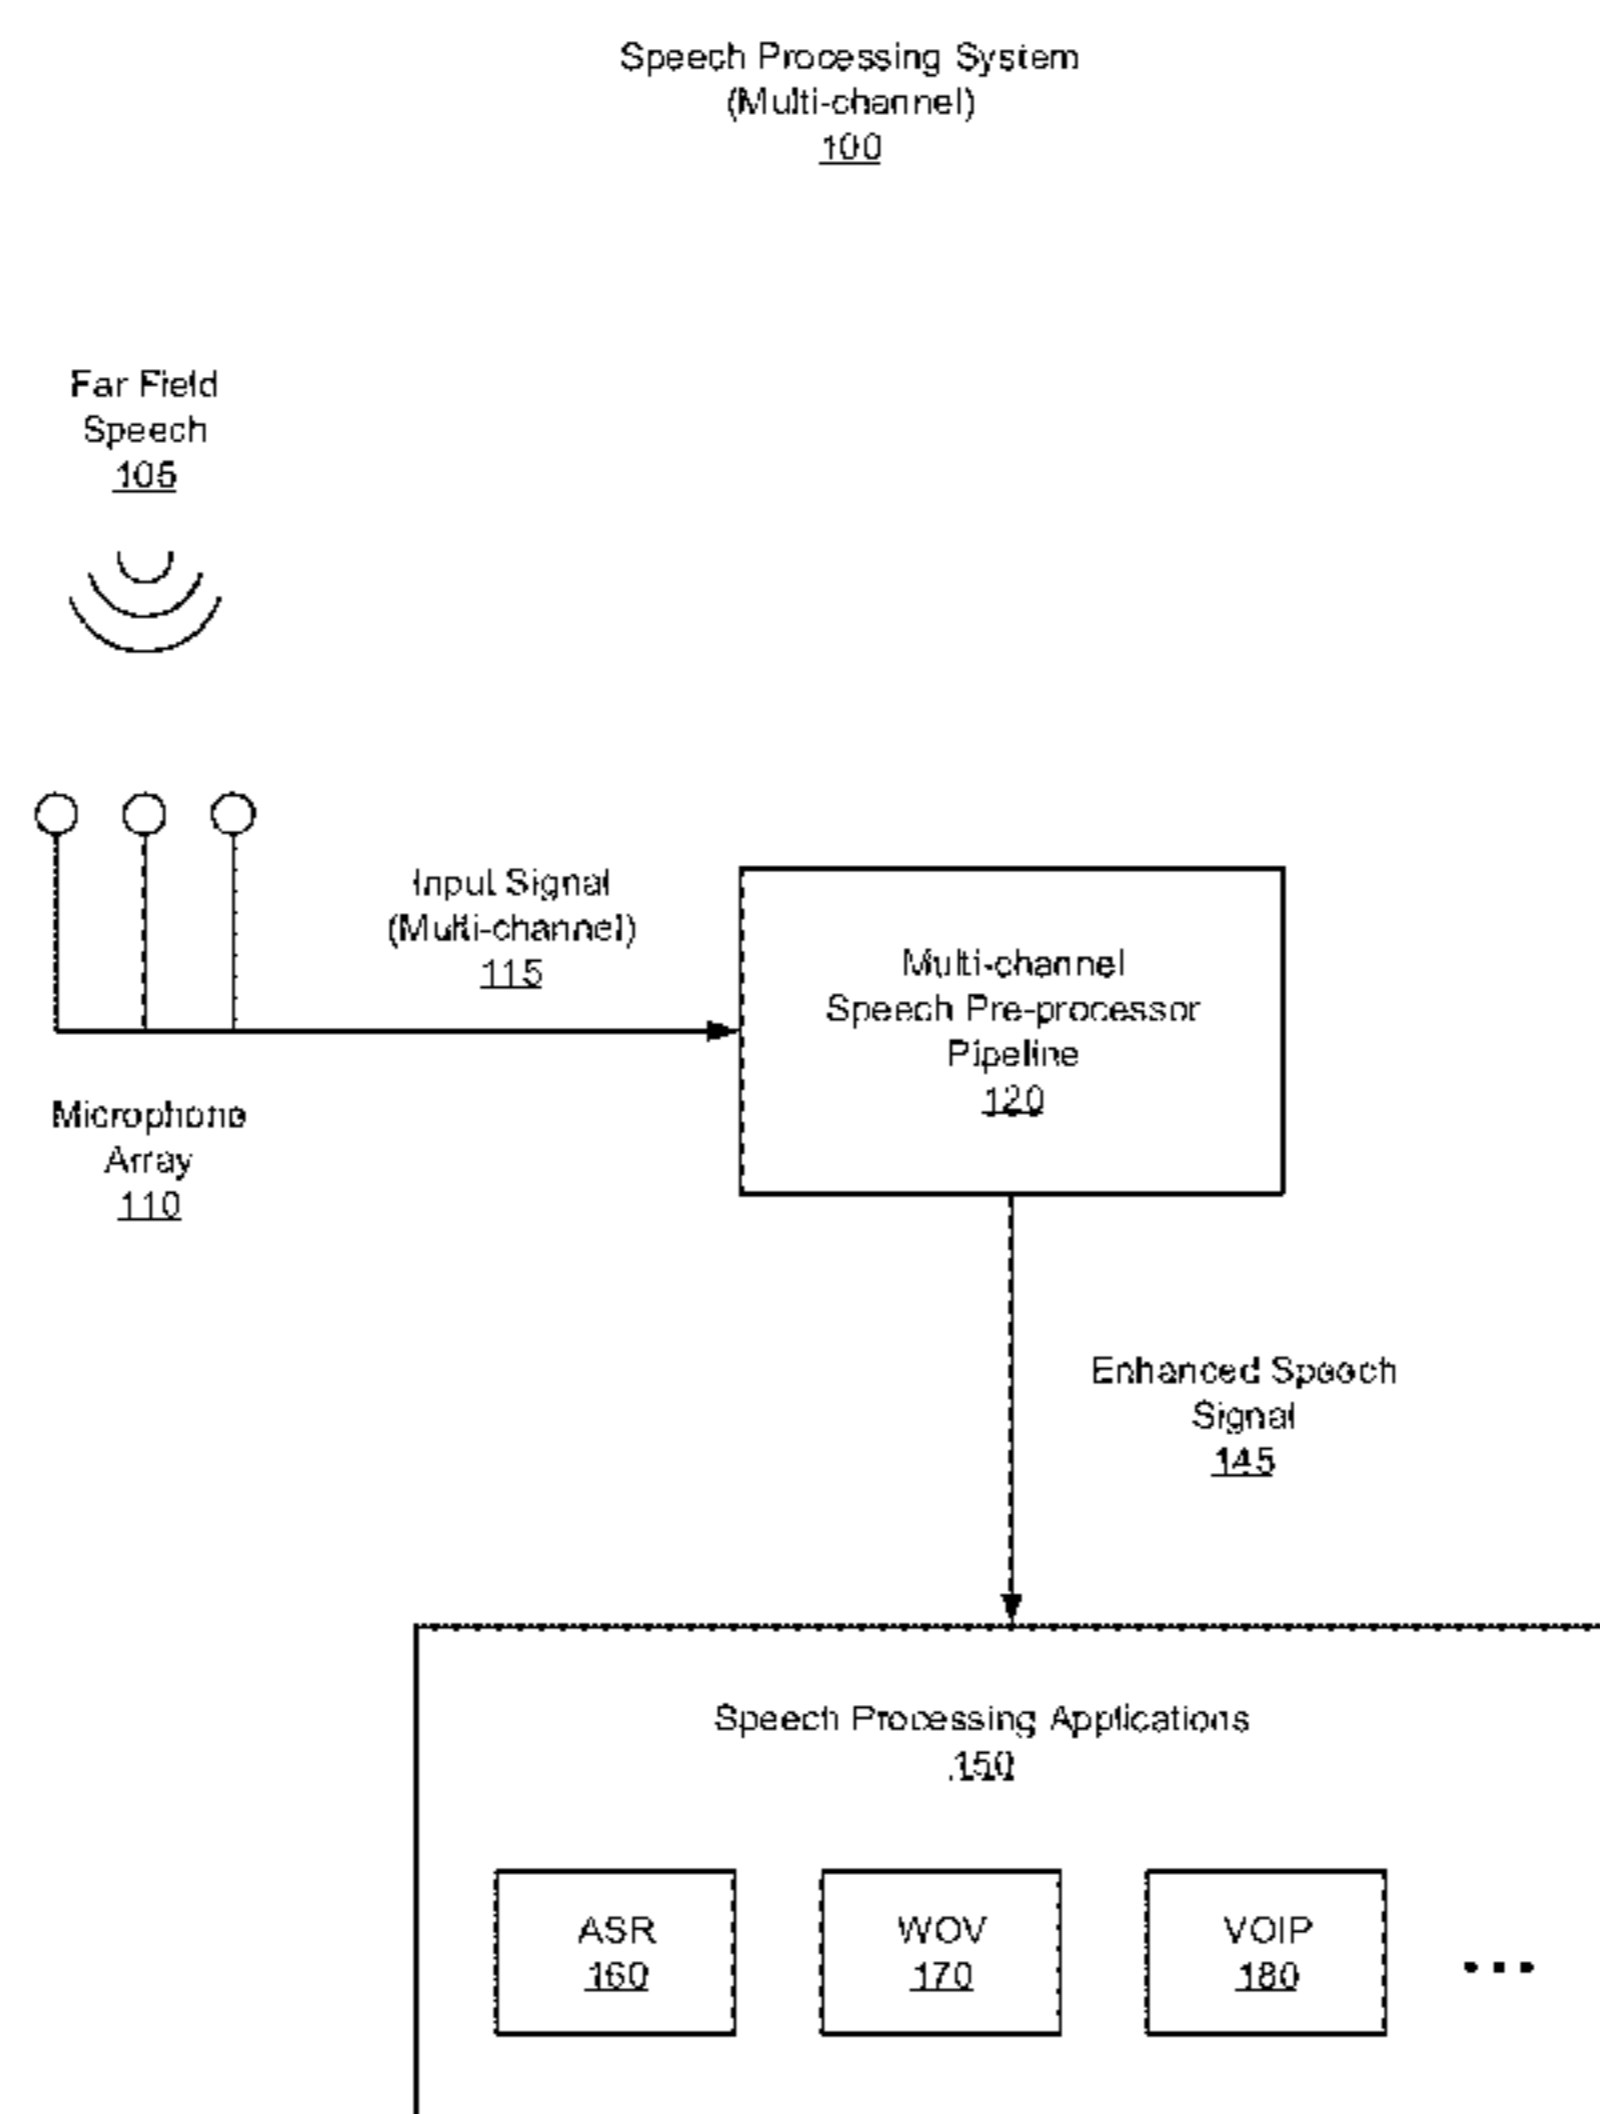 Speech Processing System
(Multi-channel)
100
Far Field
Speech
105
Input Signal
(Multi-channel)
115
Multi-channel
Speech Pre-processor
Pipeline
120
Microphone
Array
110
Enhanced Speech
Signal
145
Speech Processing Applications
150
ASR
160
WOV
170
VOIP
180
...